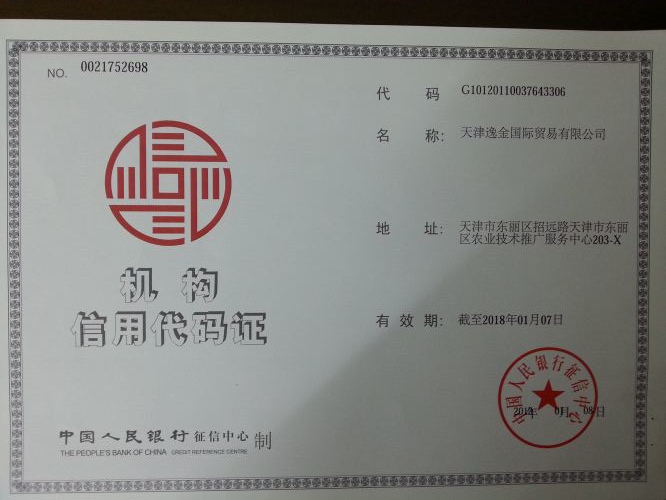 NO. 0021752698
机构
信用代码证
中国人民银行征信中心 制
THE PEOPLE'S BANK OF CHINA CREDIT REFERENCE CENTRE
代 码 G10120110037643306
名 称: 天津逸金国际贸易有限公司
地 址: 天津市东丽区招远路天津市东丽
区农业技术推广服务中心203-X
有 效 期: 截至2018年01月07日
中国人民银行征信中心
年 01月 08日